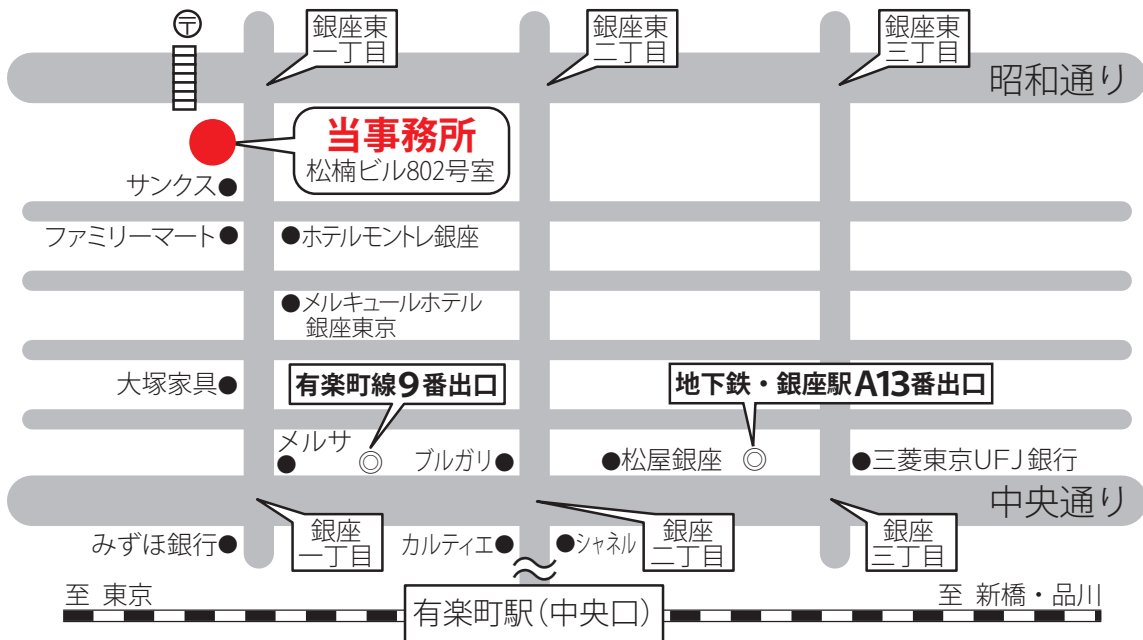 〒
銀座東
一丁目
銀座東
二丁目
銀座東
三丁目
昭和通り
当事務所
松楠ビル802号室
サンクス
ファミリーマート
ホテルモントレ銀座
メルキュールホテル
銀座東京
大塚家具
有楽町線9番出口
地下鉄・銀座駅A13番出口
メルサ
ブルガリ
松屋銀座
三菱東京UFJ銀行
中央通り
みずほ銀行
銀座
一丁目
カルティエ
シャネル
銀座
二丁目
銀座
三丁目
至 東京
有楽町駅(中央口)
至 新橋・品川